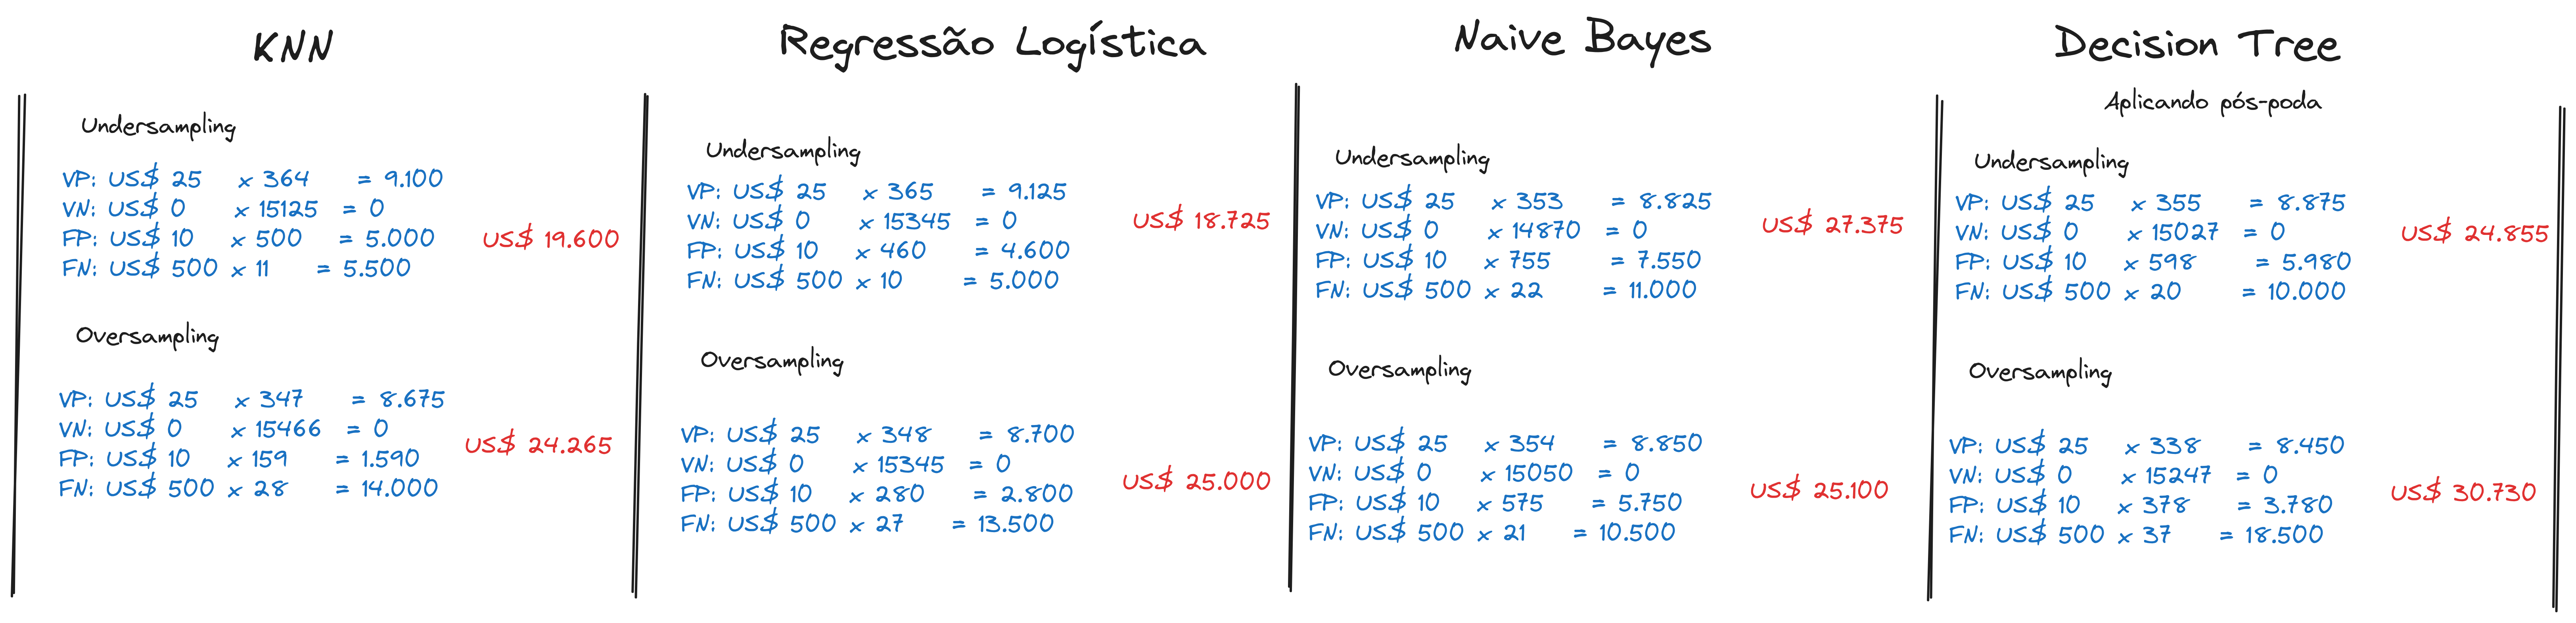 KNN
Undersampling
VP: US$ 25 x 364 = 9.100
VN: US$ 0 x 15125 = 0
FP: US$ 10 x 500 = 5.000
FN: US$ 500 x 11 = 5.500
US$ 19.600
Oversampling
VP: US$ 25 x 347 = 8.675
VN: US$ 0 x 15466 = 0
FP: US$ 10 x 159 = 1.590
FN: US$ 500 x 28 = 14.000
US$ 24.265
Regressão Logística
Undersampling
VP: US$ 25 x 365 = 9.125
VN: US$ 0 x 15345 = 0
FP: US$ 10 x 460 = 4.600
FN: US$ 500 x 10 = 5.000
US$ 18.725
Oversampling
VP: US$ 25 x 348 = 8.700
VN: US$ 0 x 15345 = 0
FP: US$ 10 x 280 = 2.800
FN: US$ 500 x 27 = 13.500
US$ 25.000
Naive Bayes
Undersampling
VP: US$ 25 x 353 = 8.825
VN: US$ 0 x 14870 = 0
FP: US$ 10 x 755 = 7.550
FN: US$ 500 x 22 = 11.000
US$ 27.375
Oversampling
VP: US$ 25 x 354 = 8.850
VN: US$ 0 x 15050 = 0
FP: US$ 10 x 575 = 5.750
FN: US$ 500 x 21 = 10.500
US$ 25.100
Decision Tree
Aplicando pós-poda
Undersampling
VP: US$ 25 x 355 = 8.875
VN: US$ 0 x 15027 = 0
FP: US$ 10 x 598 = 5.980
FN: US$ 500 x 20 = 10.000
US$ 24.855
Oversampling
VP: US$ 25 x 338 = 8.450
VN: US$ 0 x 15247 = 0
FP: US$ 10 x 378 = 3.780
FN: US$ 500 x 37 = 18.500
US$ 30.730